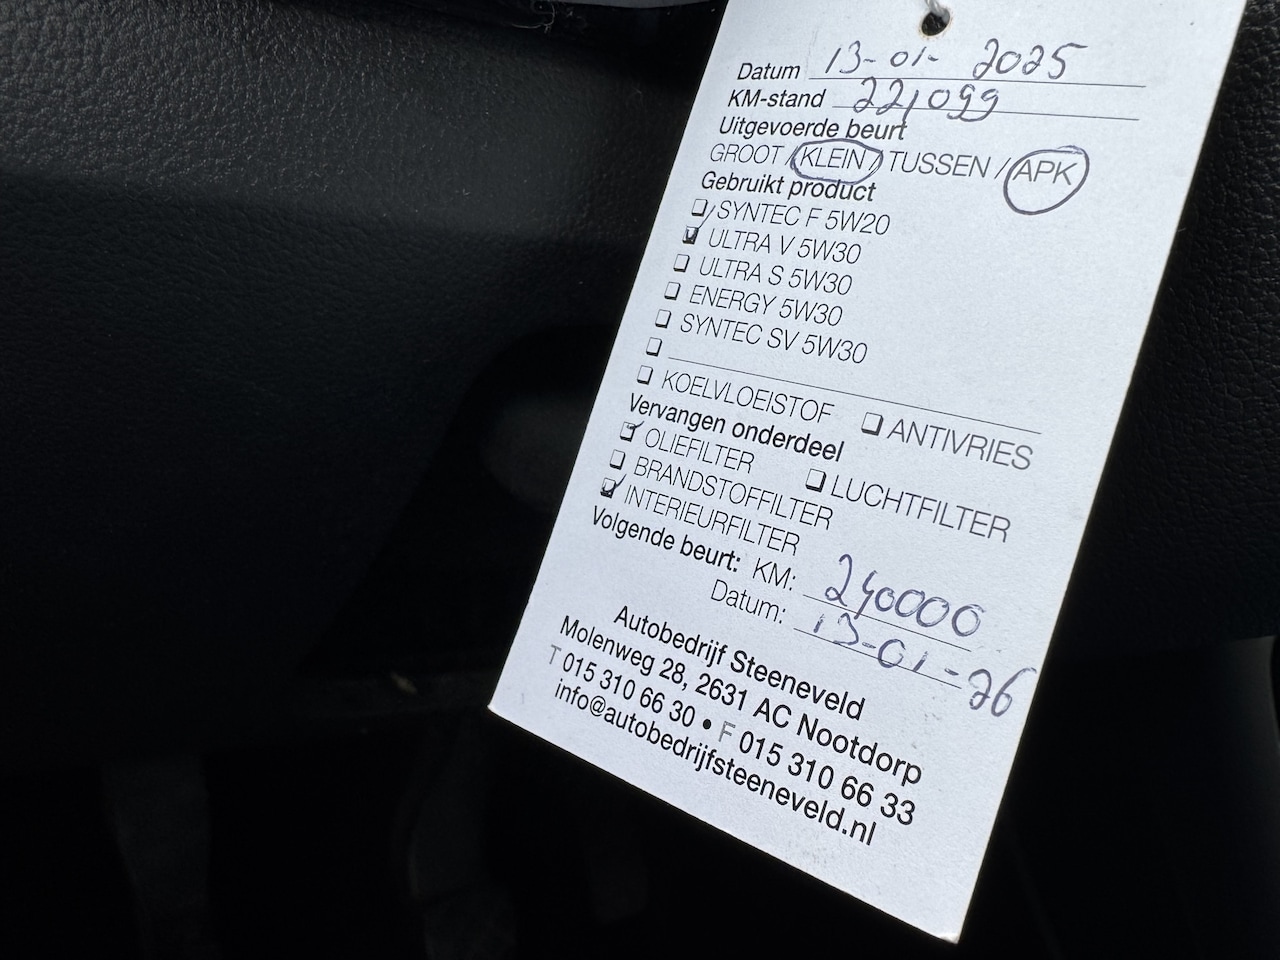 Datum 13-01-2025
KM-stand 221099
Uitgevoerde beurt
GROOT / KLEIN / TUSSEN / APK
Gebruikt product
SYNTEC F 5W20
ULTRA V 5W30
ULTRA S 5W30
ENERGY 5W30
SYNTEC SV 5W30
KOELVLOEISTOF ANTIVRIES
Vervangen onderdeel
OLIEFILTER LUCHTFILTER
BRANDSTOFFILTER
INTERIEURFILTER
Volgende beurt: KM: 240000
Datum: 13-01-26
Autobedrijf Steeneveld
Molenweg 28, 2631 AC Nootdorp
T 015 310 66 30 • F 015 310 66 33
info@autobedrijfsteeneveld.nl